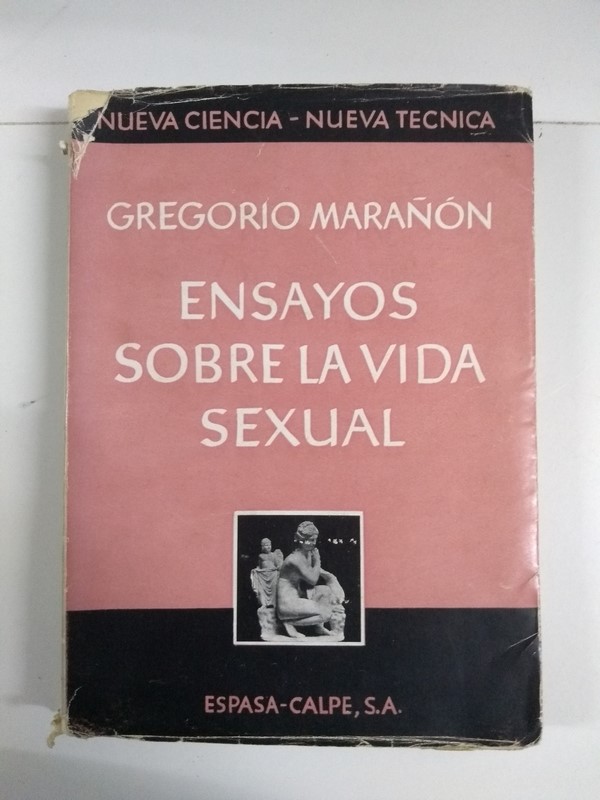 NUEVA CIENCIA - NUEVA TECNICA
GREGORIO MARAÑÓN
ENSAYOS
SOBRE LA VIDA
SEXUAL
ESPASA-CALPE, S.A.